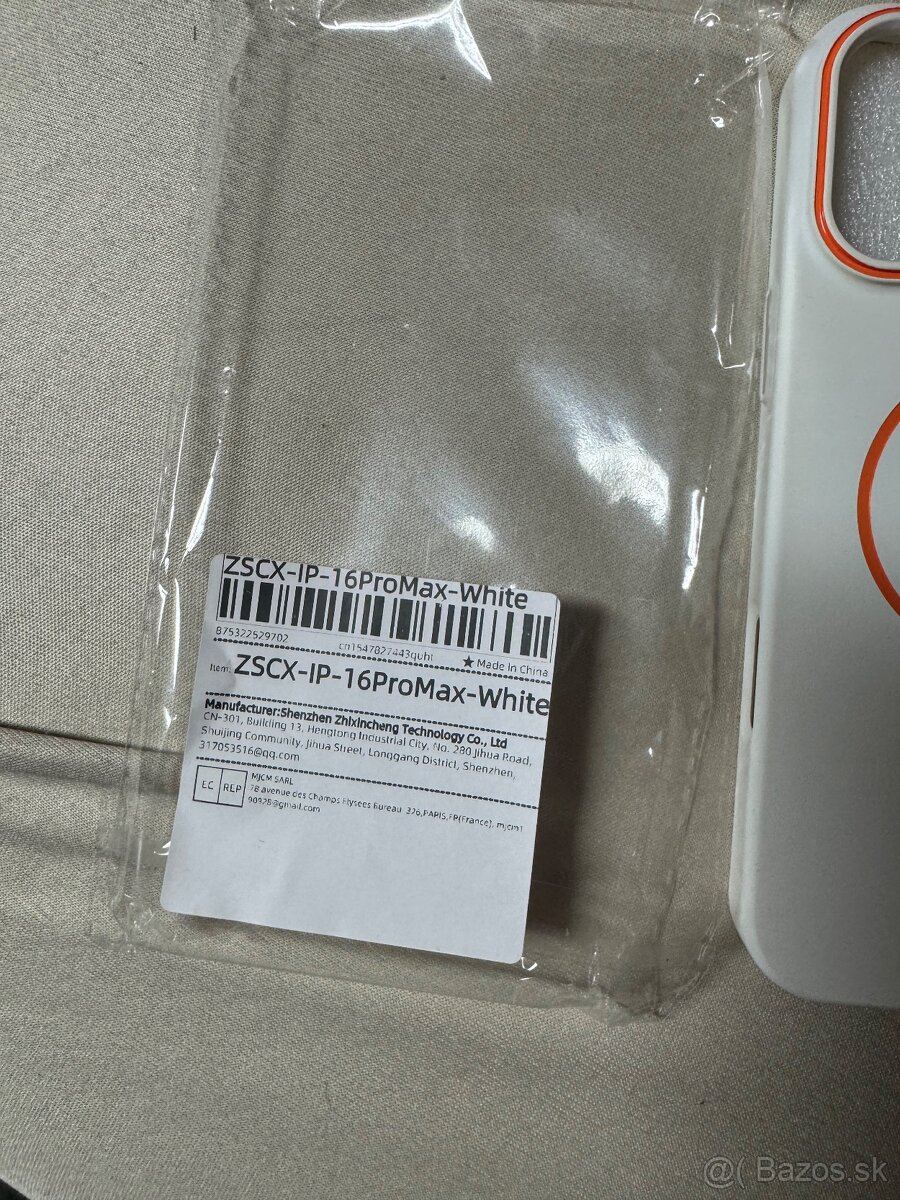 ZSCX-IP-16ProMax-White
B75322529702
cn1547827443quht
★ Made In China
Item: ZSCX-IP-16ProMax-White
Manufacturer:Shenzhen Zhixincheng Technology Co., Ltd
CN-301, Building 13, Hengtong Industrial City, No. 280 Jihua Road,
Shuijing Community, Jihua Street, Longgang District, Shenzhen,
317053516@qq.com
EC REP
MJCM SARL
78 avenue des Champs Elysees Bureau 326,PARIS,FR(France), mjcm1
9092B@gmail.com
@( Bazos.sk